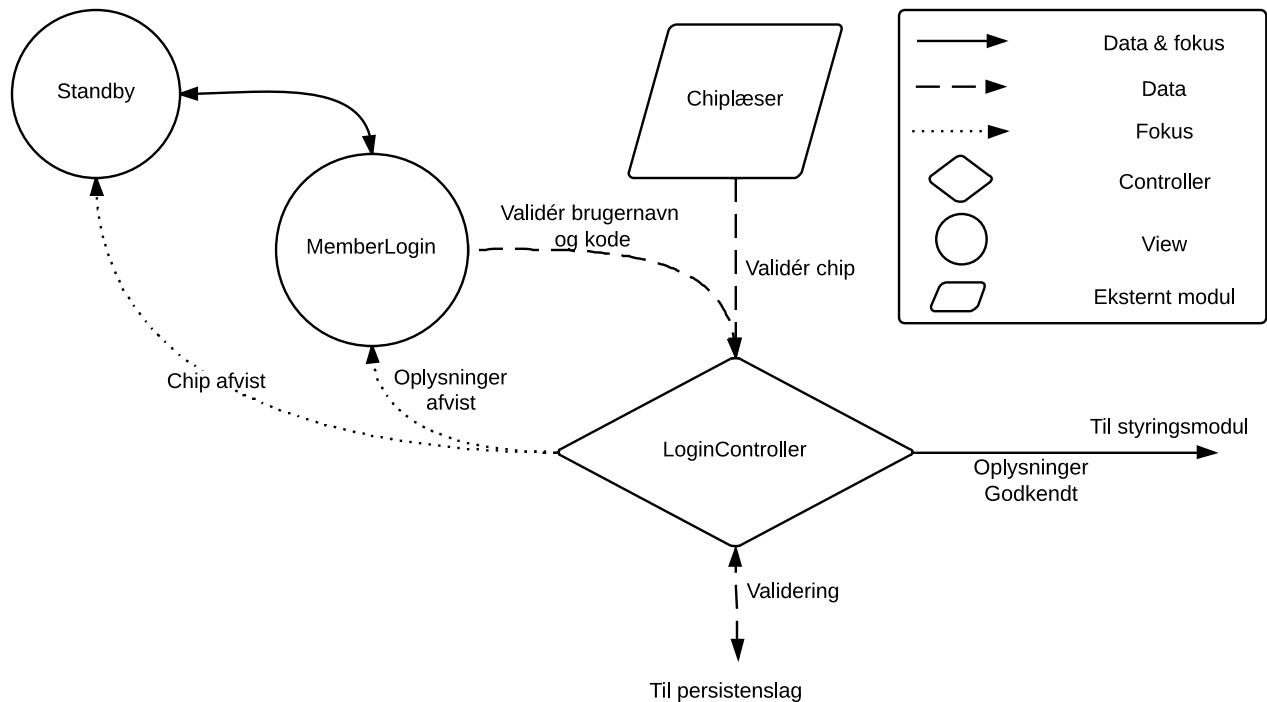 Standby
Chiplæser
MemberLogin
Validér brugernavn
og kode
Validér chip
Chip afvist
Oplysninger
afvist
LoginController
Til styringsmodul
Oplysninger
Godkendt
Validering
Til persistenslag
Data & fokus
Data
Fokus
Controller
View
Eksternt modul